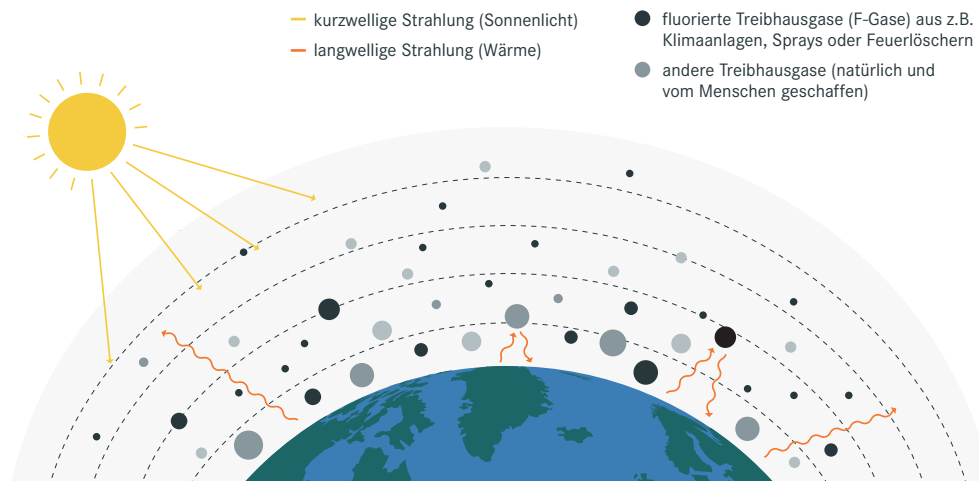 kurzwellige Strahlung (Sonnenlicht)
langwellige Strahlung (Wärme)
fluorierte Treibhausgase (F-Gase) aus z.B.
Klimaanlagen, Sprays oder Feuerlöschern
andere Treibhausgase (natürlich und
vom Menschen geschaffen)